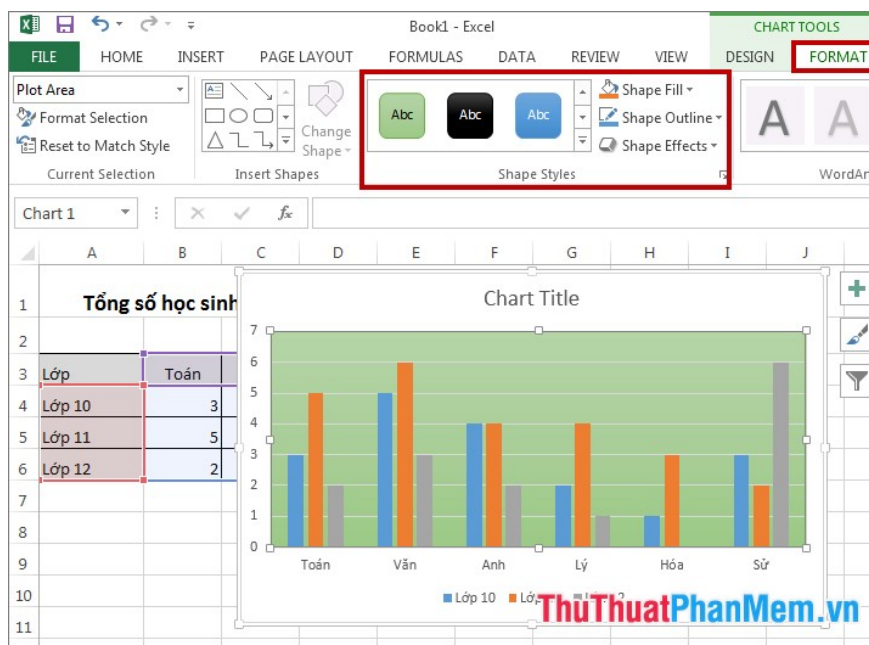 Book1 - Excel
CHART TOOLS
FILE HOME INSERT PAGE LAYOUT FORMULAS DATA REVIEW VIEW DESIGN FORMAT
Plot Area
Format Selection
Reset to Match Style
Current Selection
Change
Shape
Insert Shapes
Abc Abc Abc
Shape Fill
Shape Outline
Shape Effects
Shape Styles
A A
Chart 1
fx
A B C D E F G H I J
1 Tổng số học sinh
2
3 Lớp Toán
4 Lớp 10 3
5 Lớp 11 5
6 Lớp 12 2
7
8
9
10
11
Chart Title
7
6
5
4
3
2
1
0
Toán Văn Anh Lý Hóa Sử
Lớp 10
ThuThuatPhanMem.vn